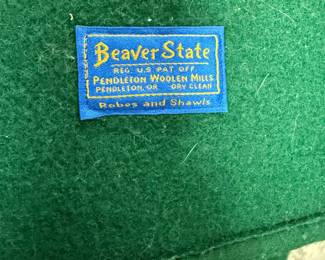 Beaver State
REG. U.S. PAT. OFF.
PENDLETON WOOLEN MILLS
PENDLETON, OR DRY CLEAN
Robes and Shawls